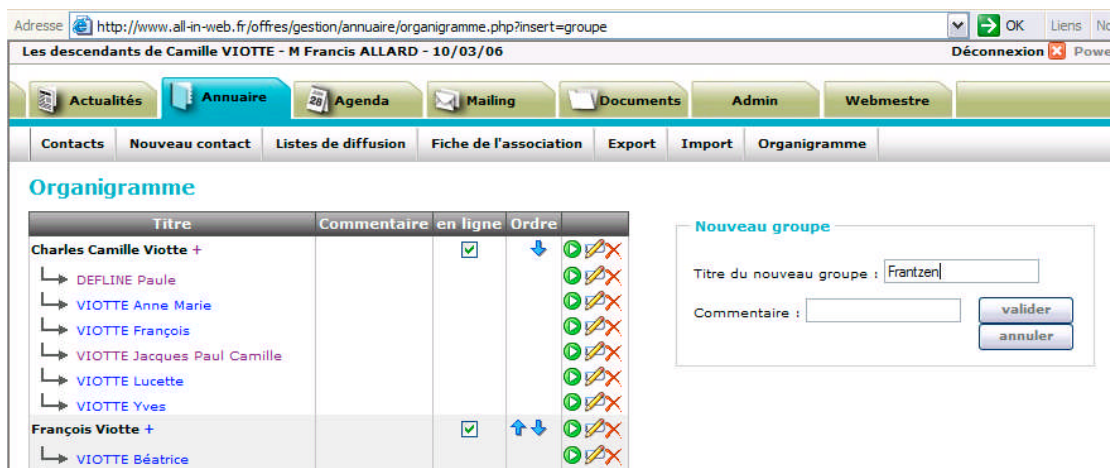 Adresse http://www.all-in-web.fr/offres/gestion/annuaire/organigramme.php?insert=groupe OK Liens
Les descendants de Camille VIOTTE - M Francis ALLARD - 10/03/06 Déconnexion Powe
Actualités Annuaire 28 Agenda Mailing Documents Admin Webmestre
Contacts Nouveau contact Listes de diffusion Fiche de l'association Export Import Organigramme
Organigramme
Titre Commentaire en ligne Ordre
Charles Camille Viotte +
DEFLINE Paule
VIOTTE Anne Marie
VIOTTE François
VIOTTE Jacques Paul Camille
VIOTTE Lucette
VIOTTE Yves
François Viotte +
VIOTTE Béatrice
Nouveau groupe
Titre du nouveau groupe : Frantzen
Commentaire : valider
annuler